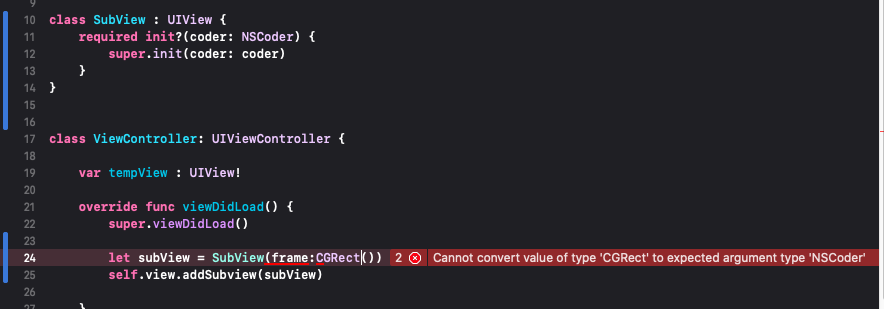 9
10 class SubView : UIView {
11 required init?(coder: NSCoder) {
12 super.init(coder: coder)
13 }
14 }
15
16
17 class ViewController: UIViewController {
18
19 var tempView : UIView!
20
21 override func viewDidLoad() {
22 super.viewDidLoad()
23
24 let subView = SubView(frame:CGRect()) 2 Cannot convert value of type 'CGRect' to expected argument type 'NSCoder'
25 self.view.addSubview(subView)
26
27 }